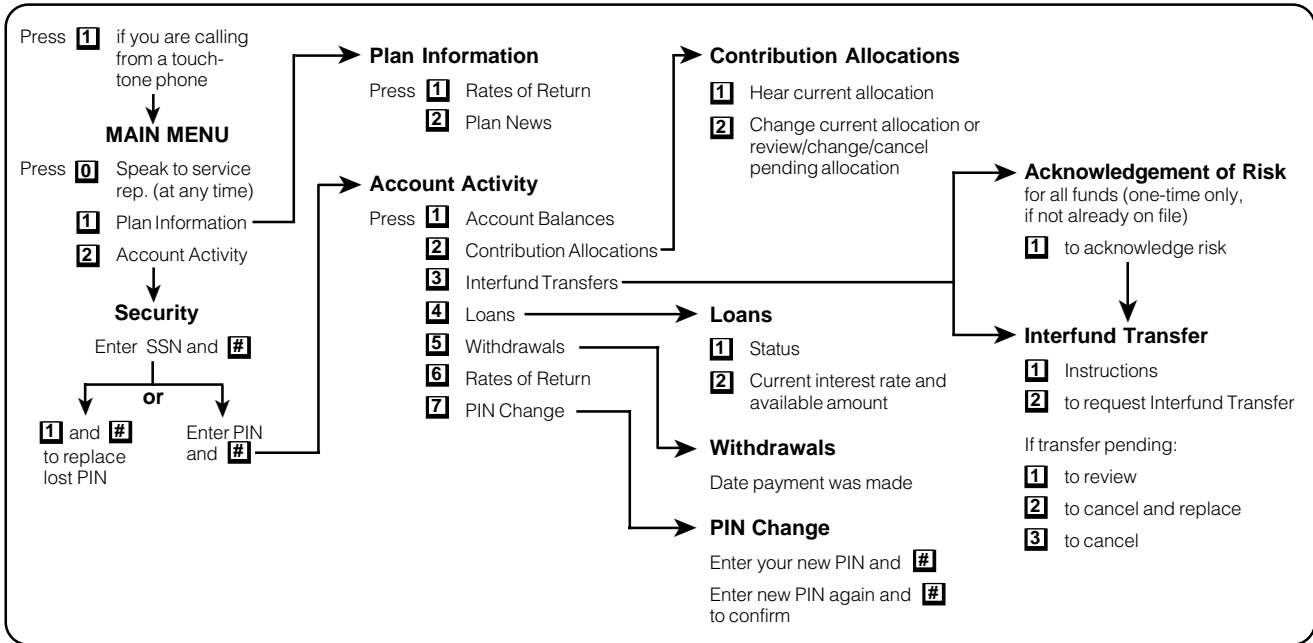 Press 1 if you are calling
from a touch-
tone phone
MAIN MENU
Press 0 Speak to service
rep. (at any time)
1 Plan Information
2 Account Activity
Security
Enter SSN and #
or
1 and #
to replace
lost PIN
Enter PIN
and #
Plan Information
Press 1 Rates of Return
2 Plan News
Account Activity
Press 1 Account Balances
2 Contribution Allocations
3 Interfund Transfers
4 Loans
5 Withdrawals
6 Rates of Return
7 PIN Change
Contribution Allocations
1 Hear current allocation
2 Change current allocation or
review/change/cancel
pending allocation
Loans
1 Status
2 Current interest rate and
available amount
Withdrawals
Date payment was made
PIN Change
Enter your new PIN and #
Enter new PIN again and #
to confirm
Acknowledgement of Risk
for all funds (one-time only,
if not already on file)
1 to acknowledge risk
Interfund Transfer
1 Instructions
2 to request Interfund Transfer
If transfer pending:
1 to review
2 to cancel and replace
3 to cancel